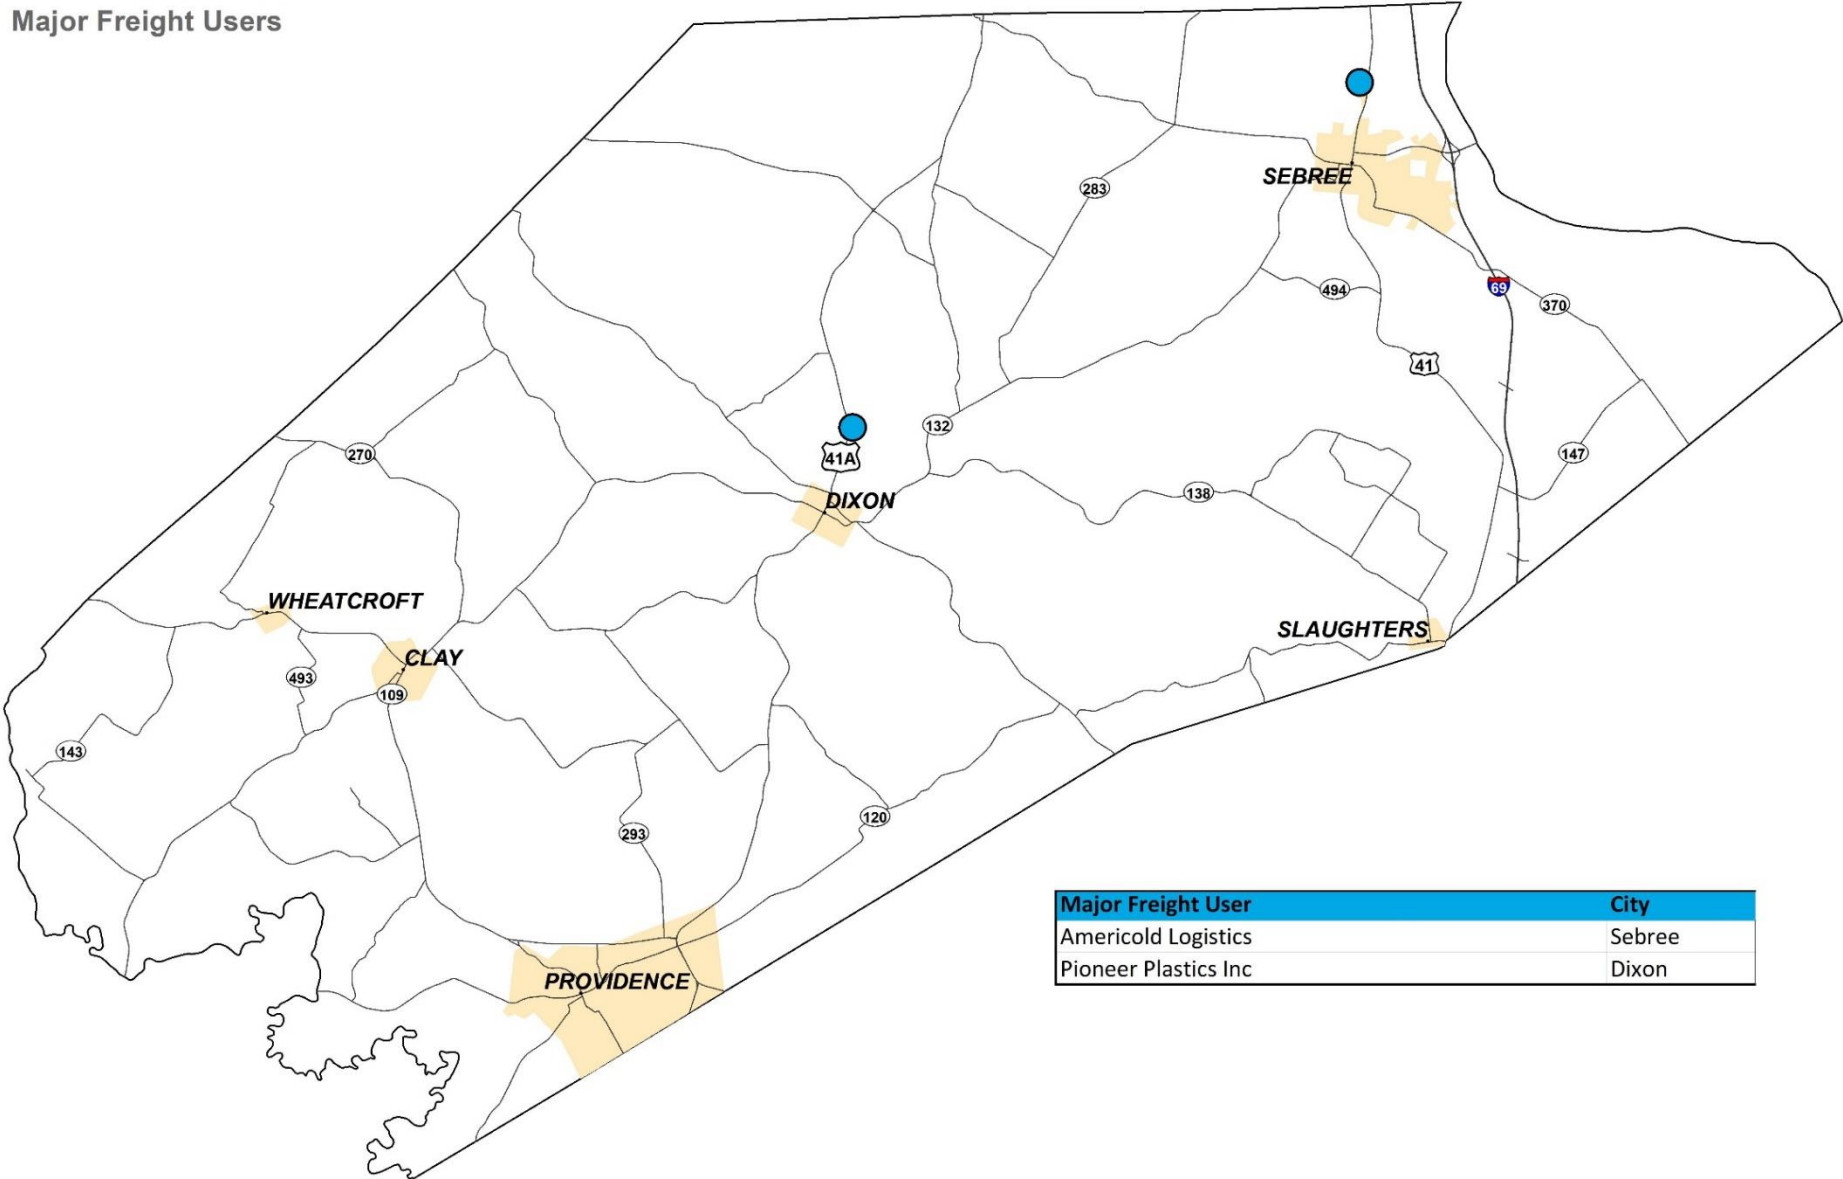 Major Freight Users
SEBREE
283
494
69
370
41
132
41A
270
147
138
DIXON
WHEATCROFT
SLAUGHTERS
CLAY
493
109
143
120
293
PROVIDENCE
Major Freight User City
Americold Logistics Sebree
Pioneer Plastics Inc Dixon